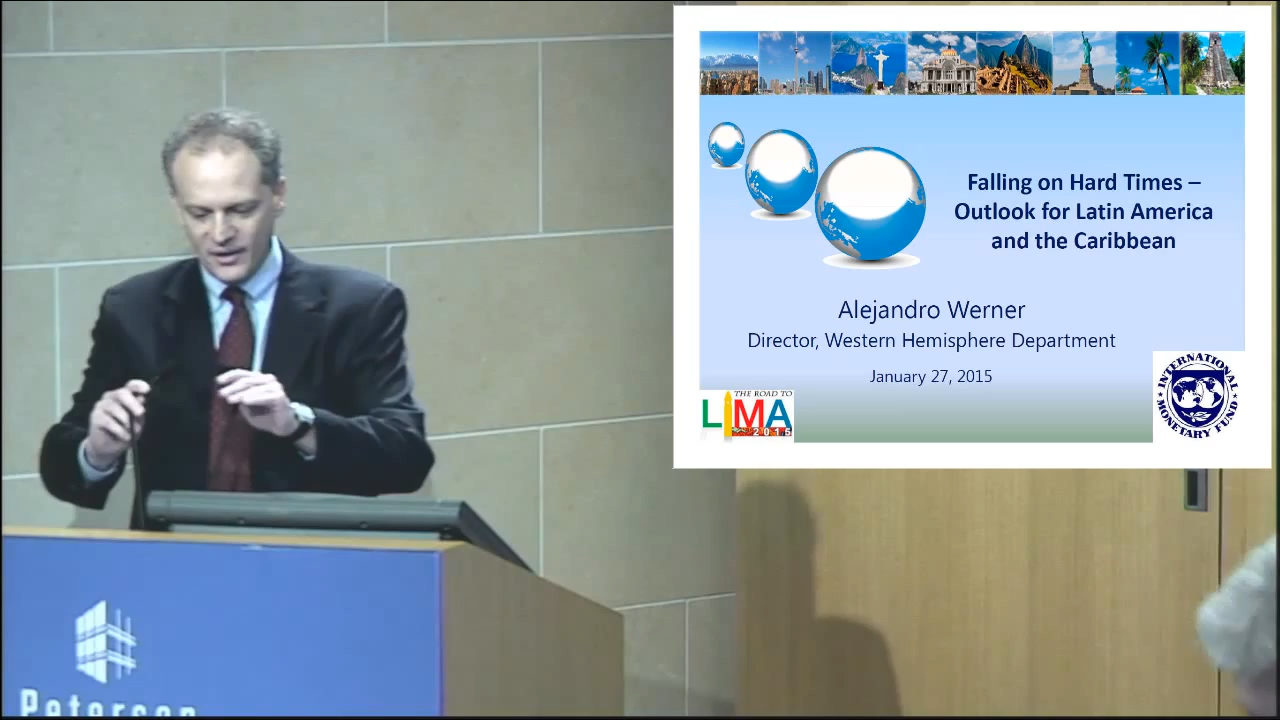 Falling on Hard Times –
Outlook for Latin America
and the Caribbean
Alejandro Werner
Director, Western Hemisphere Department
January 27, 2015
THE ROAD TO
LIMA
2015
INTERNATIONAL
MONETARY FUND
Peterson